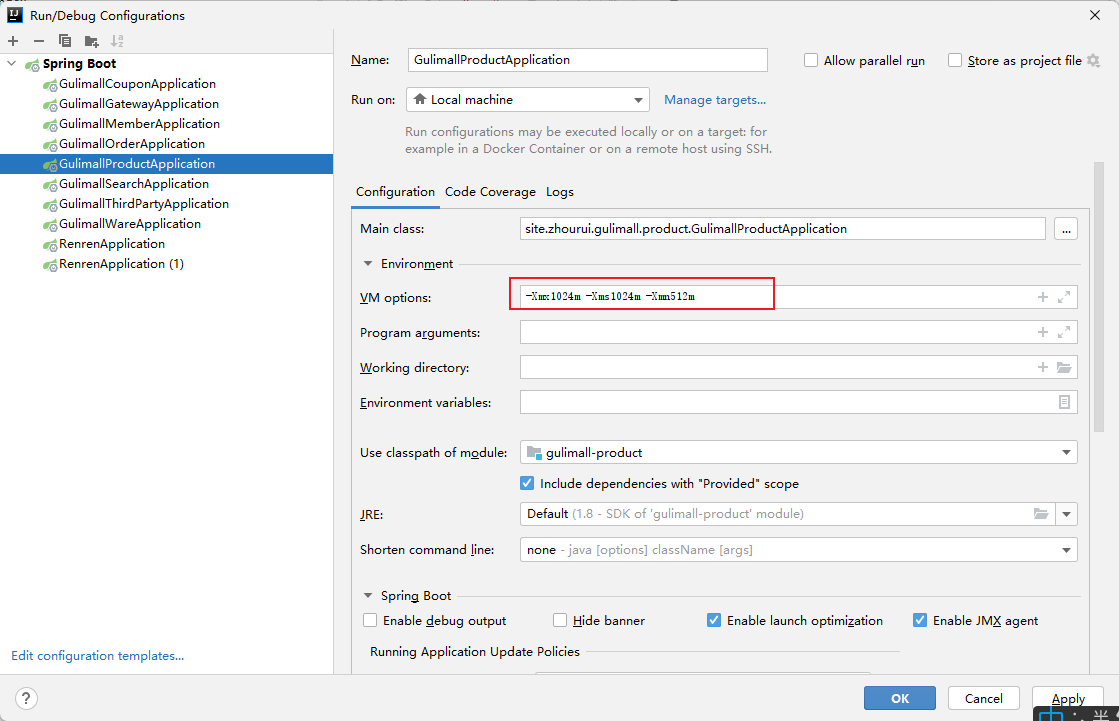 Run/Debug Configurations
Spring Boot
GulimallCouponApplication
GulimallGatewayApplication
GulimallMemberApplication
GulimallOrderApplication
GulimallProductApplication
GulimallSearchApplication
GulimallThirdPartyApplication
GulimallWareApplication
RenrenApplication
RenrenApplication (1)
Edit configuration templates...
Name: GulimallProductApplication Allow parallel run Store as project file
Run on: Local machine Manage targets...
Run configurations may be executed locally or on a target: for
example in a Docker Container or on a remote host using SSH.
Configuration Code Coverage Logs
Main class: site.zhourui.gulimall.product.GulimallProductApplication ...
Environment
VM options: -Xmx1024m -Xms1024m -Xmn512m
Program arguments:
Working directory:
Environment variables:
Use classpath of module: gulimall-product
Include dependencies with "Provided" scope
JRE: Default (1.8 - SDK of 'gulimall-product' module)
Shorten command line: none - java [options] className [args]
Spring Boot
Enable debug output Hide banner Enable launch optimization Enable JMX agent
Running Application Update Policies
? OK Cancel Apply
中 半